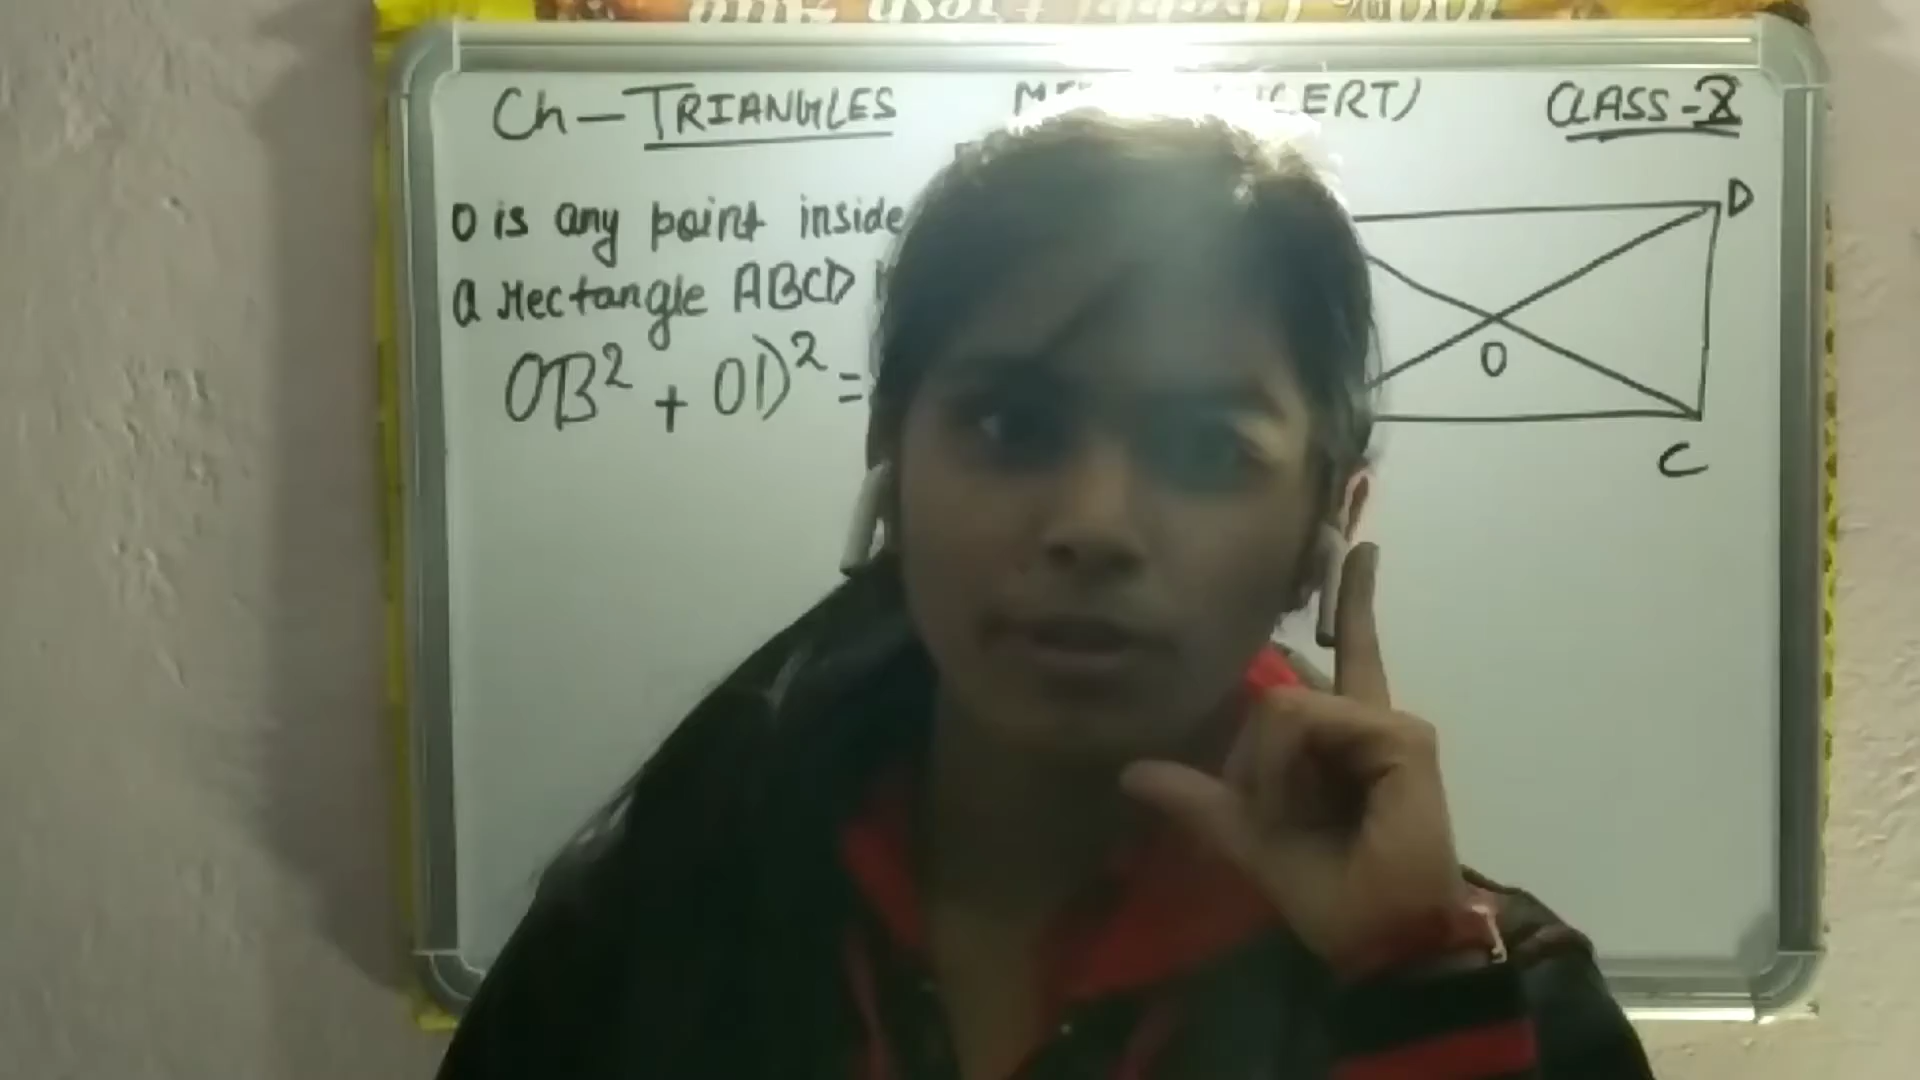 Ch - TRIANGLES CLASS - X
O is any point inside
a rectangle ABCD
OB² + OD² =
D
O
C